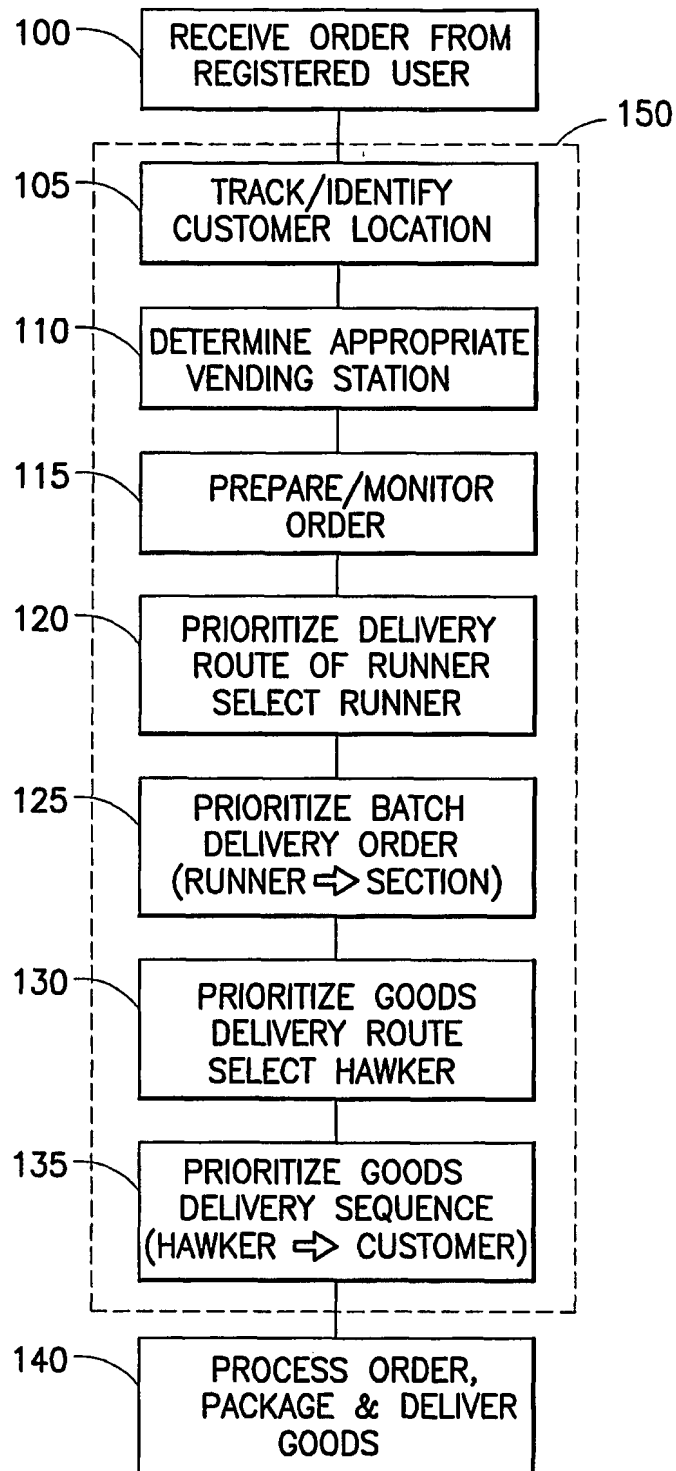 100
RECEIVE ORDER FROM
REGISTERED USER
150
105
TRACK/IDENTIFY
CUSTOMER LOCATION
110
DETERMINE APPROPRIATE
VENDING STATION
115
PREPARE/MONITOR
ORDER
120
PRIORITIZE DELIVERY
ROUTE OF RUNNER
SELECT RUNNER
125
PRIORITIZE BATCH
DELIVERY ORDER
(RUNNER ⇨ SECTION)
130
PRIORITIZE GOODS
DELIVERY ROUTE
SELECT HAWKER
135
PRIORITIZE GOODS
DELIVERY SEQUENCE
(HAWKER ⇨ CUSTOMER)
140
PROCESS ORDER,
PACKAGE & DELIVER
GOODS